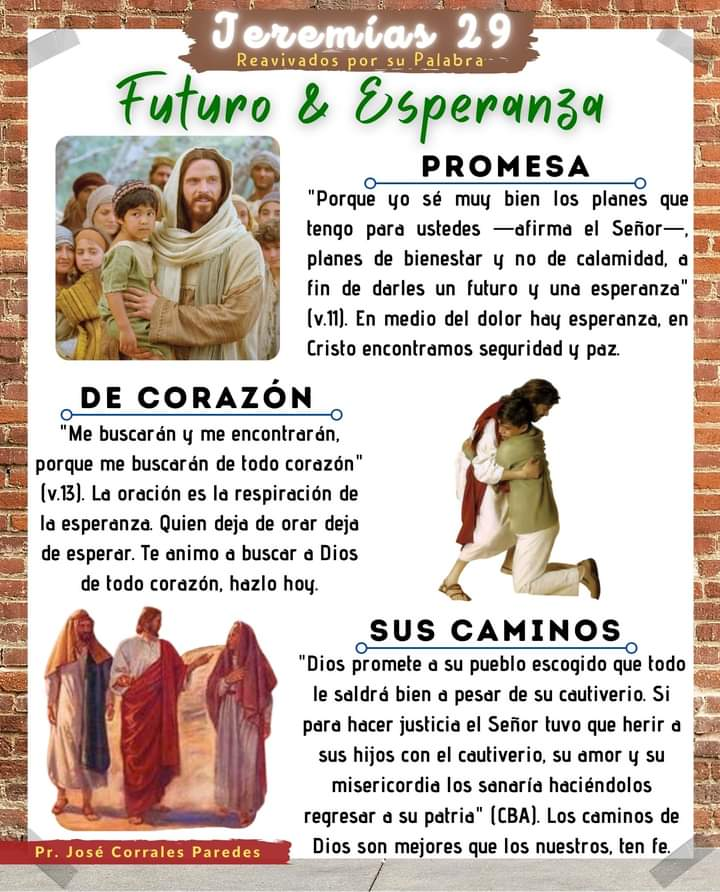 Jeremías 29
Reavivados por su Palabra
Futuro & Esperanza
PROMESA
"Porque yo sé muy bien los planes que
tengo para ustedes —afirma el Señor—,
planes de bienestar y no de calamidad, a
fin de darles un futuro y una esperanza"
(v.11). En medio del dolor hay esperanza, en
Cristo encontramos seguridad y paz.
DE CORAZÓN
"Me buscarán y me encontrarán,
porque me buscarán de todo corazón"
(v.13). La oración es la respiración de
la esperanza. Quien deja de orar deja
de esperar. Te animo a buscar a Dios
de todo corazón, hazlo hoy.
SUS CAMINOS
"Dios promete a su pueblo escogido que todo
le saldrá bien a pesar de su cautiverio. Si
para hacer justicia el Señor tuvo que herir a
sus hijos con el cautiverio, su amor y su
misericordia los sanaría haciéndolos
regresar a su patria" (CBA). Los caminos de
Dios son mejores que los nuestros, ten fe.
Pr. José Corrales Paredes